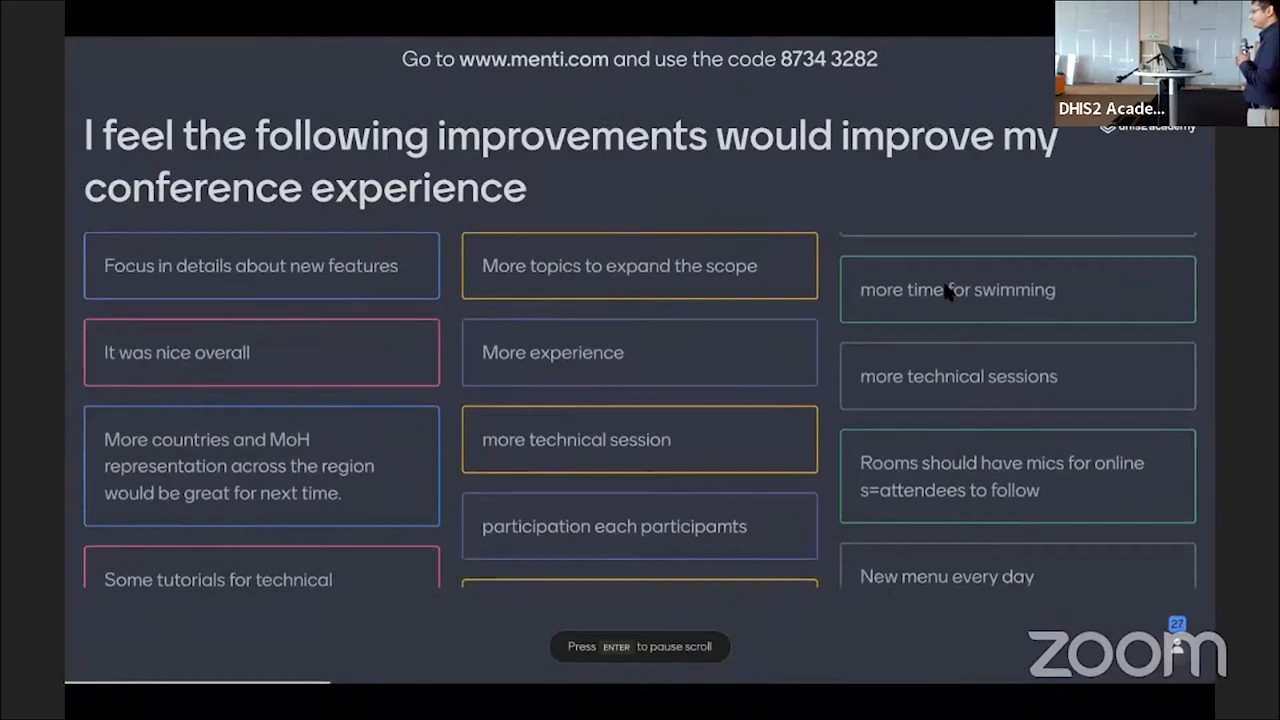 Go to www.menti.com and use the code 8734 3282
DHIS2 Acade...
dhis2 academy
I feel the following improvements would improve my
conference experience
Focus in details about new features
It was nice overall
More countries and MoH
representation across the region
would be great for next time.
Some tutorials for technical
More topics to expand the scope
More experience
more technical session
participation each participamts
more time for swimming
more technical sessions
Rooms should have mics for online
s=attendees to follow
New menu every day
Press ENTER to pause scroll
27
zoom